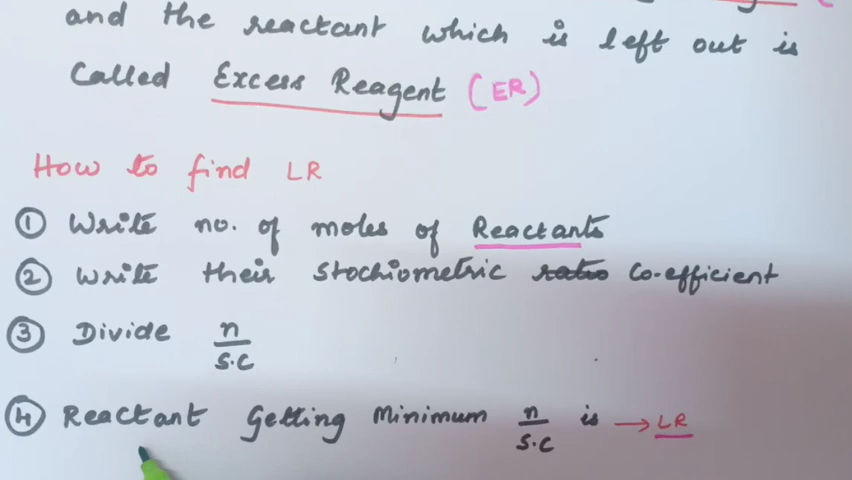 and the reactant which is left out is
Called Excess Reagent (ER)
How to find LR
① Write no. of moles of Reactants
② Write their Stochiometric ratio Co-efficient
③ Divide n/S.C
④ Reactant Getting Minimum n/S.C is → LR